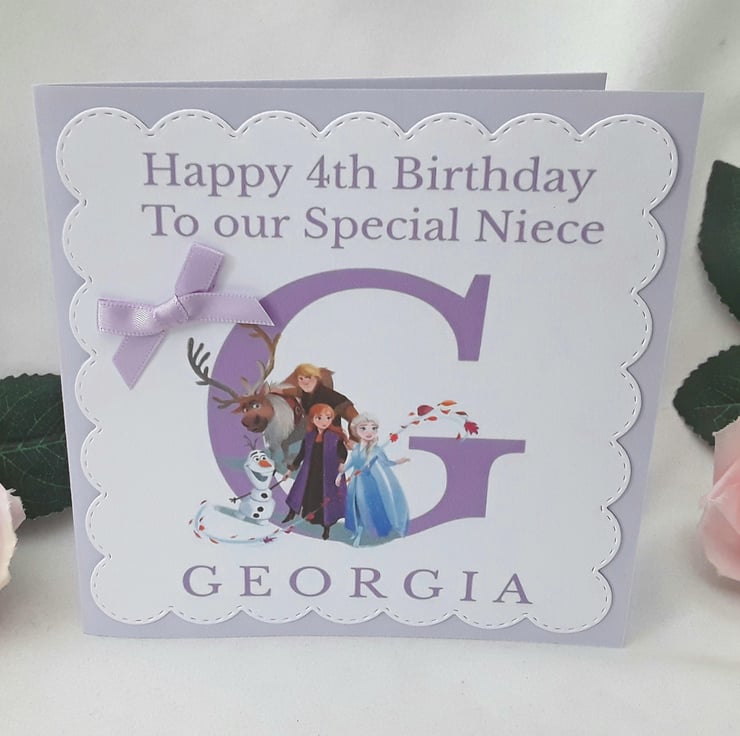 Happy 4th Birthday
To our Special Niece
G
GEORGIA